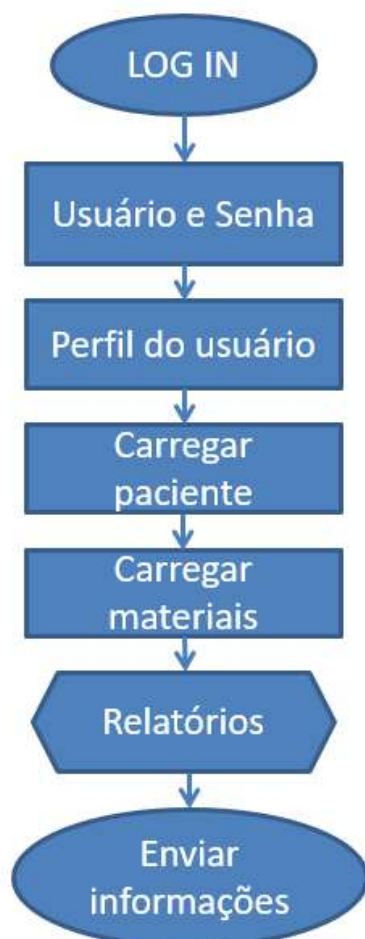 LOG IN
Usuário e Senha
Perfil do usuário
Carregar
paciente
Carregar
materiais
Relatórios
Enviar
informações